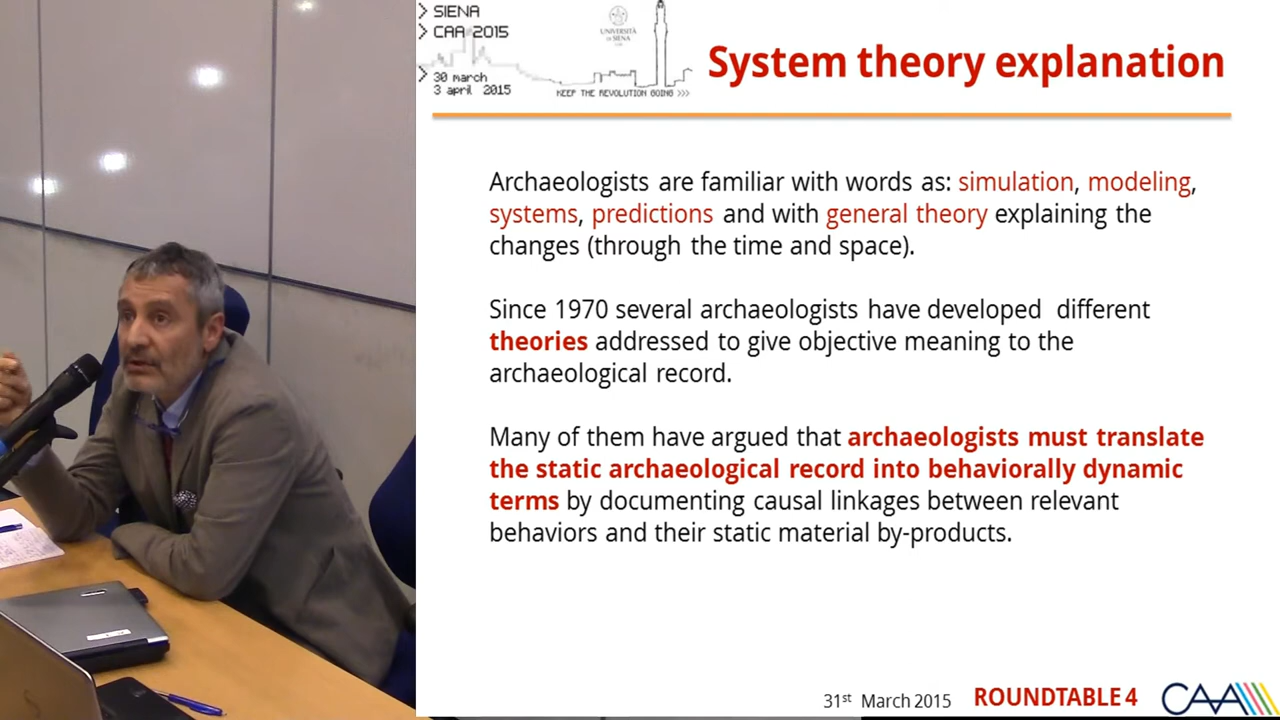 > SIENA
> CAA 2015
> 30 march
3 april 2015
UNIVERSITÀ
DI SIENA
KEEP THE REVOLUTION GOING >>>
System theory explanation
Archaeologists are familiar with words as: simulation, modeling,
systems, predictions and with general theory explaining the
changes (through the time and space).
Since 1970 several archaeologists have developed different
theories addressed to give objective meaning to the
archaeological record.
Many of them have argued that archaeologists must translate
the static archaeological record into behaviorally dynamic
terms by documenting causal linkages between relevant
behaviors and their static material by-products.
31st March 2015 ROUNDTABLE 4 CAA